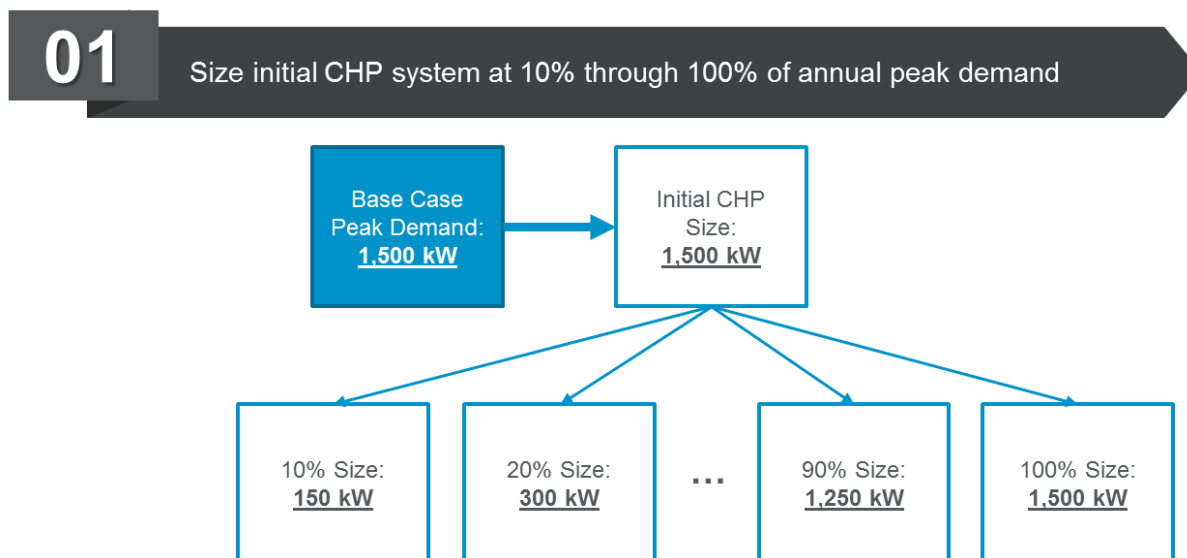 01
Size initial CHP system at 10% through 100% of annual peak demand
Base Case
Peak Demand:
1,500 kW
Initial CHP
Size:
1,500 kW
10% Size:
150 kW
20% Size:
300 kW
...
90% Size:
1,250 kW
100% Size:
1,500 kW